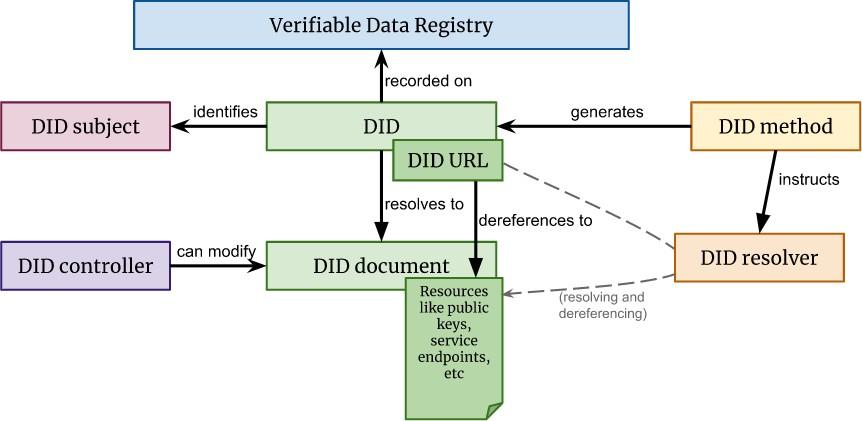 Verifiable Data Registry
recorded on
DID subject
identifies
DID
generates
DID method
DID URL
instructs
resolves to
dereferences to
DID controller
can modify
DID document
DID resolver
Resources
like public
keys,
service
endpoints,
etc
(resolving and
dereferencing)